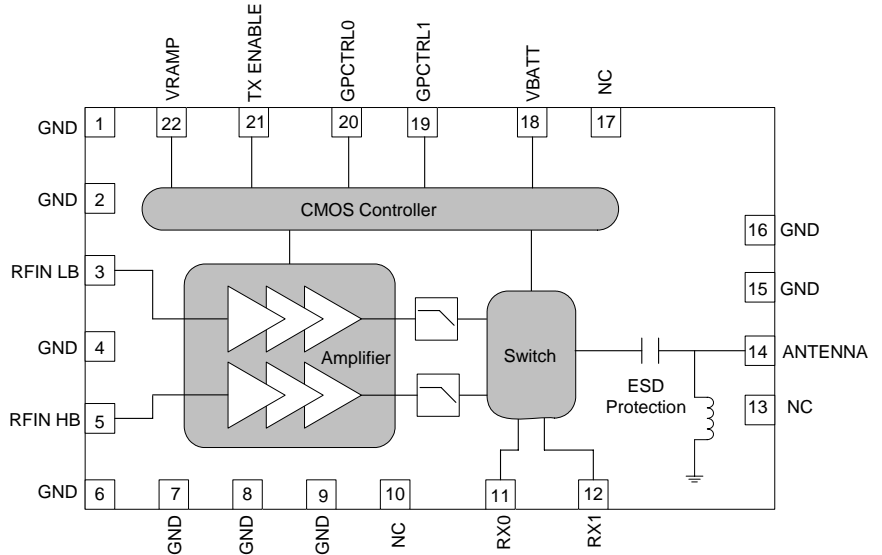 VRAMP
TX ENABLE
GPCTRL0
GPCTRL1
VBATT
NC
GND 1
22
21
20
19
18
17
GND 2
CMOS Controller
16 GND
RFIN LB 3
15 GND
GND 4
Amplifier
Switch
14 ANTENNA
ESD
Protection
13 NC
RFIN HB 5
GND 6
7
8
9
10
11
12
GND
GND
GND
NC
RX0
RX1